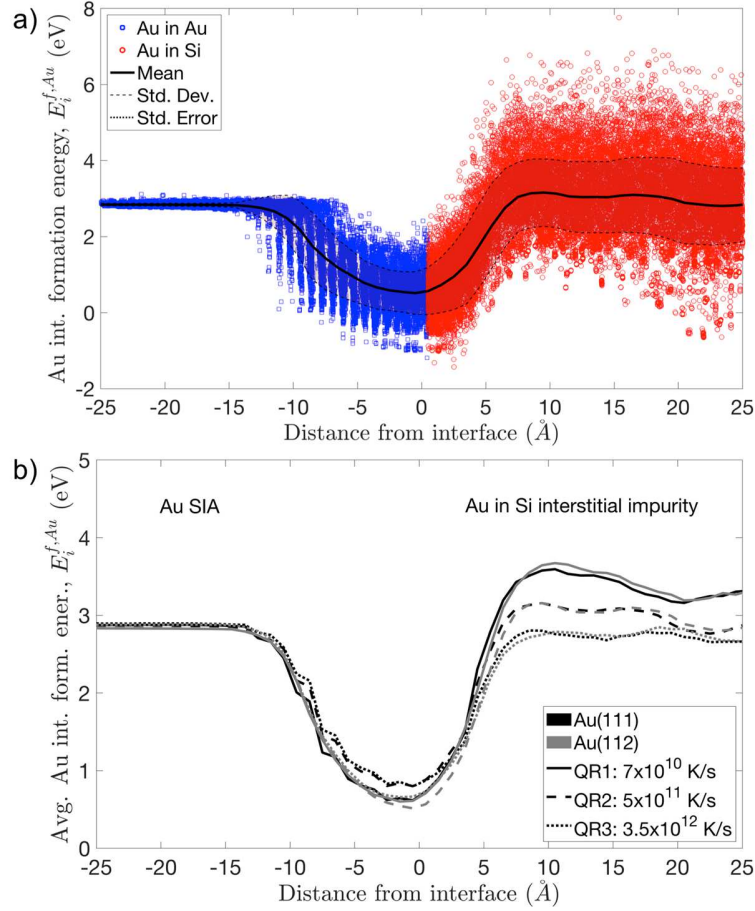 a)
Au int. formation energy, E_i^{f,Au} (eV)
8
6
4
2
0
-2
Au in Au
Au in Si
Mean
Std. Dev.
Std. Error
-25 -20 -15 -10 -5 0 5 10 15 20 25
Distance from interface (Å)
b)
Avg. Au int. form. ener., E_i^{f,Au} (eV)
5
4
3
2
1
0
Au SIA
Au in Si interstitial impurity
Au(111)
Au(112)
QR1: 7x10^10 K/s
QR2: 5x10^11 K/s
QR3: 3.5x10^12 K/s
-25 -20 -15 -10 -5 0 5 10 15 20 25
Distance from interface (Å)